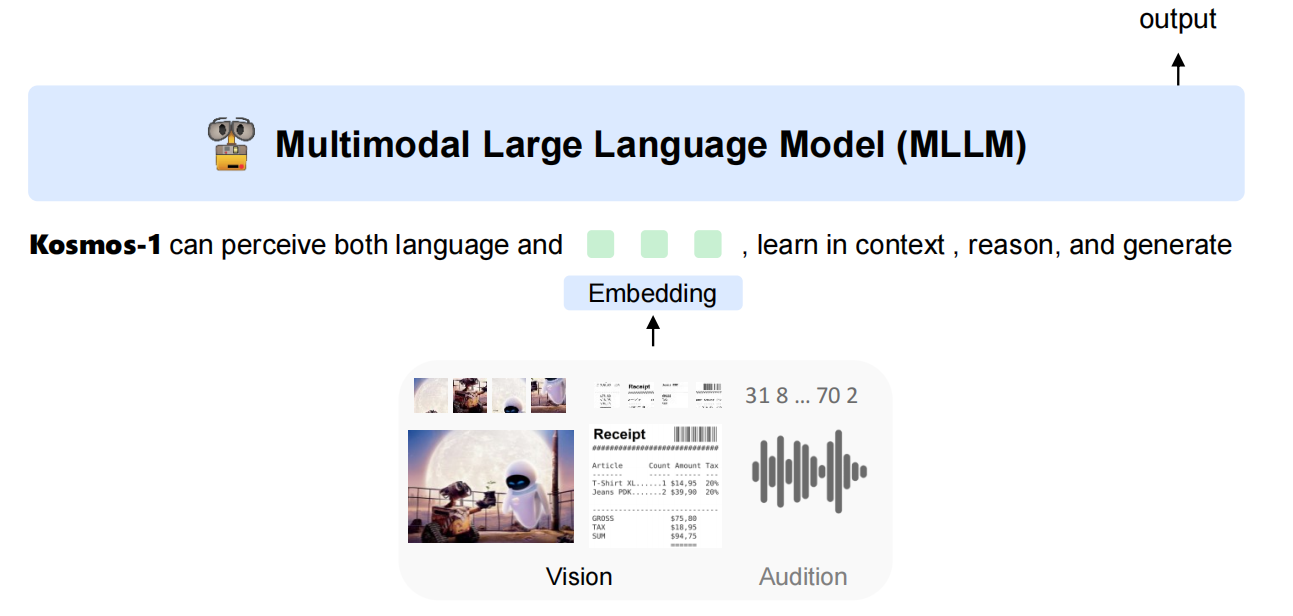 output
Multimodal Large Language Model (MLLM)
Kosmos-1 can perceive both language and , learn in context , reason, and generate
Embedding
31 8 ... 70 2
Receipt
##############################
Article Count Amount Tax
------- ----- ------ ---
T-Shirt XL......1 $14,95 20%
Jeans PDK.......2 $39,90 20%
------------------------------
GROSS $75,80
TAX $18,95
SUM $94,75
======
Vision Audition